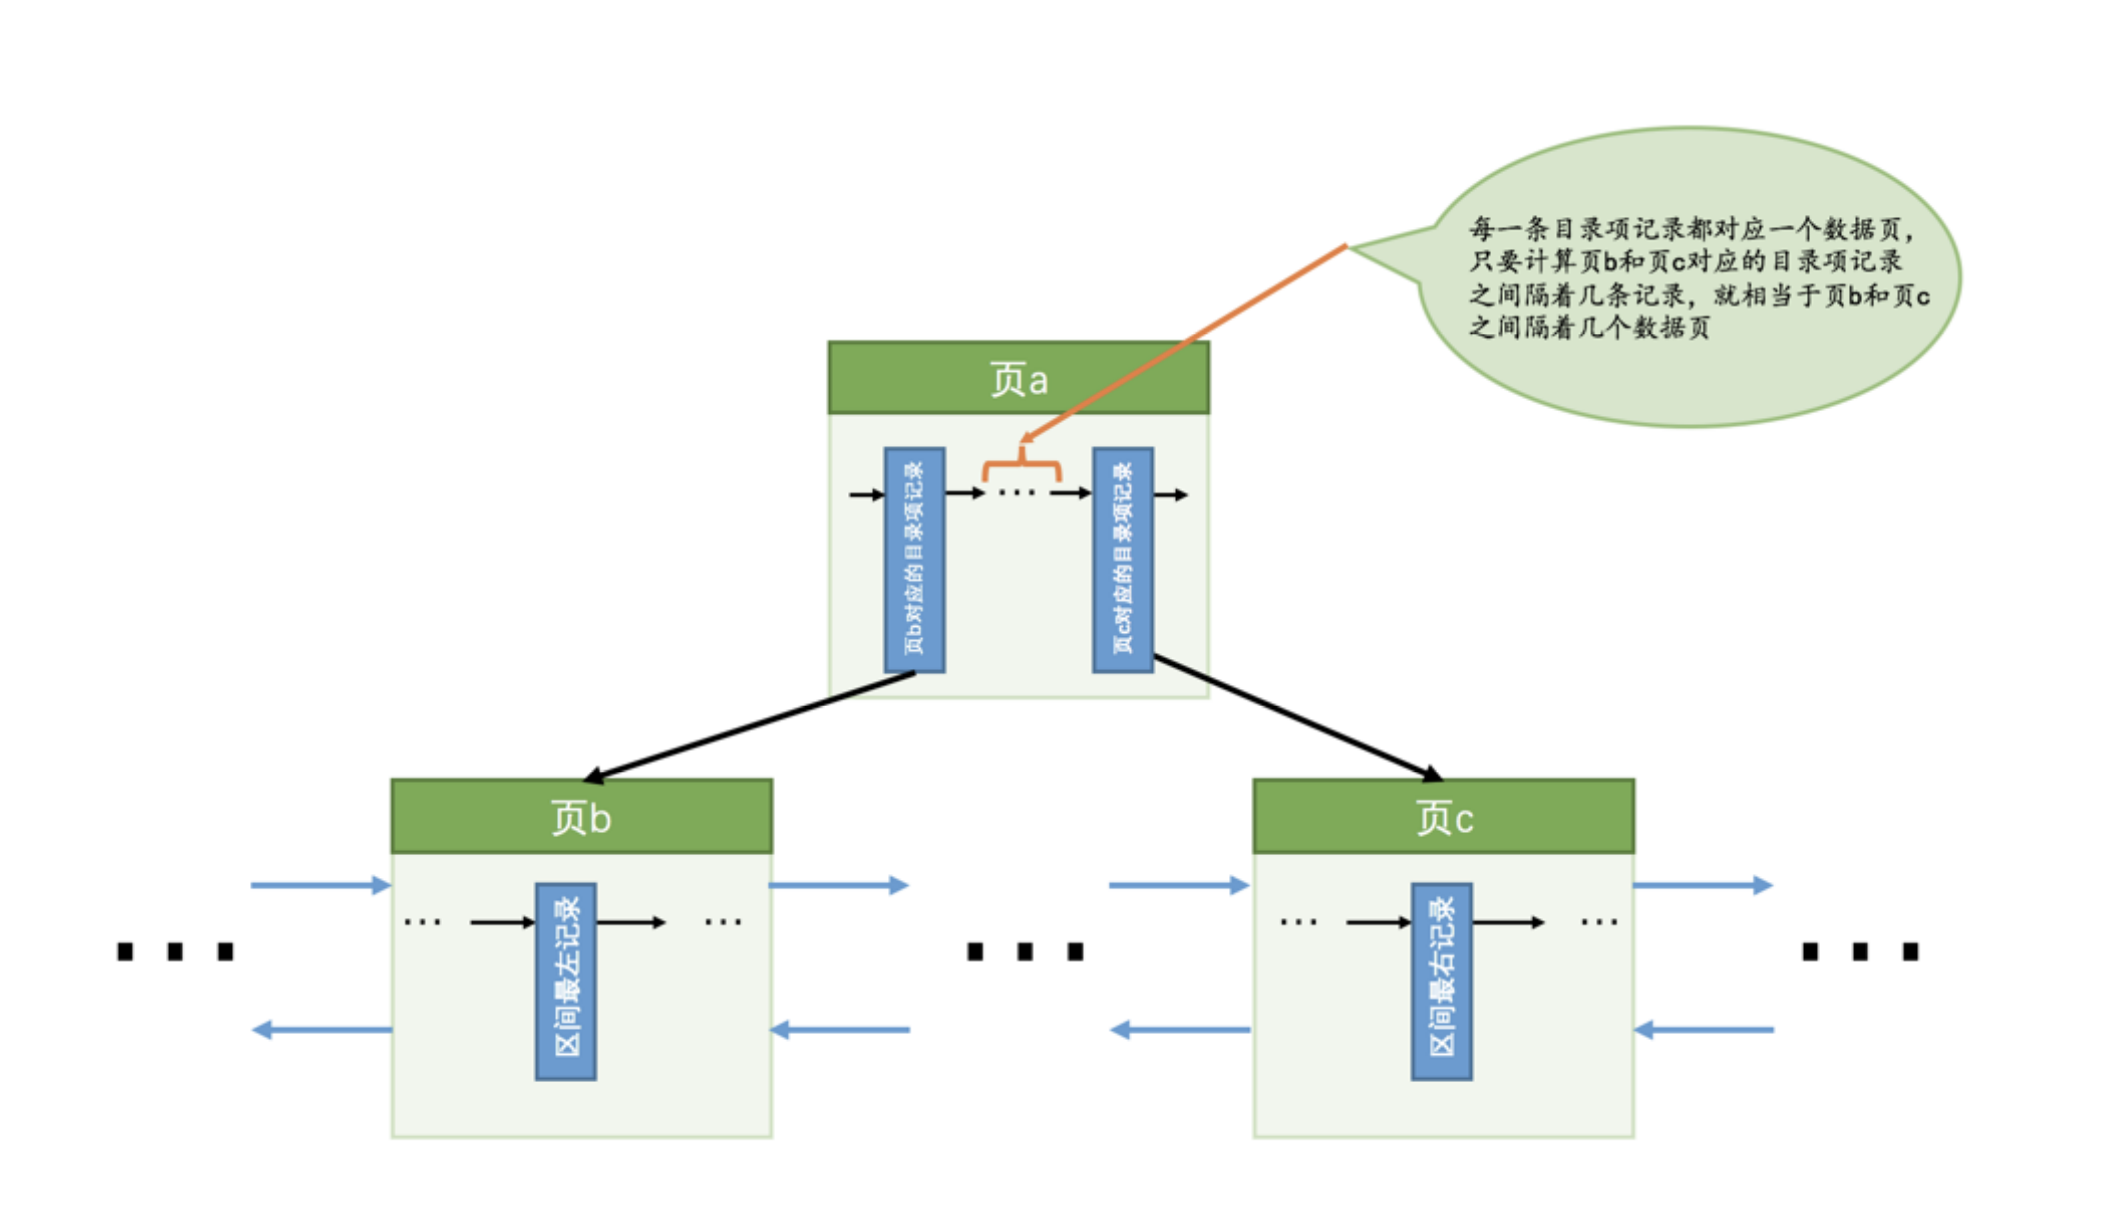 每一条目录项记录都对应一个数据页，
只要计算页b和页c对应的目录项记录
之间隔着几条记录，就相当于页b和页c
之间隔着几个数据页
页a
页b对应的目录项记录
...
页c对应的目录项记录
页b
页c
... 区间最左记录 ...
... 区间最右记录 ...
... ... ...